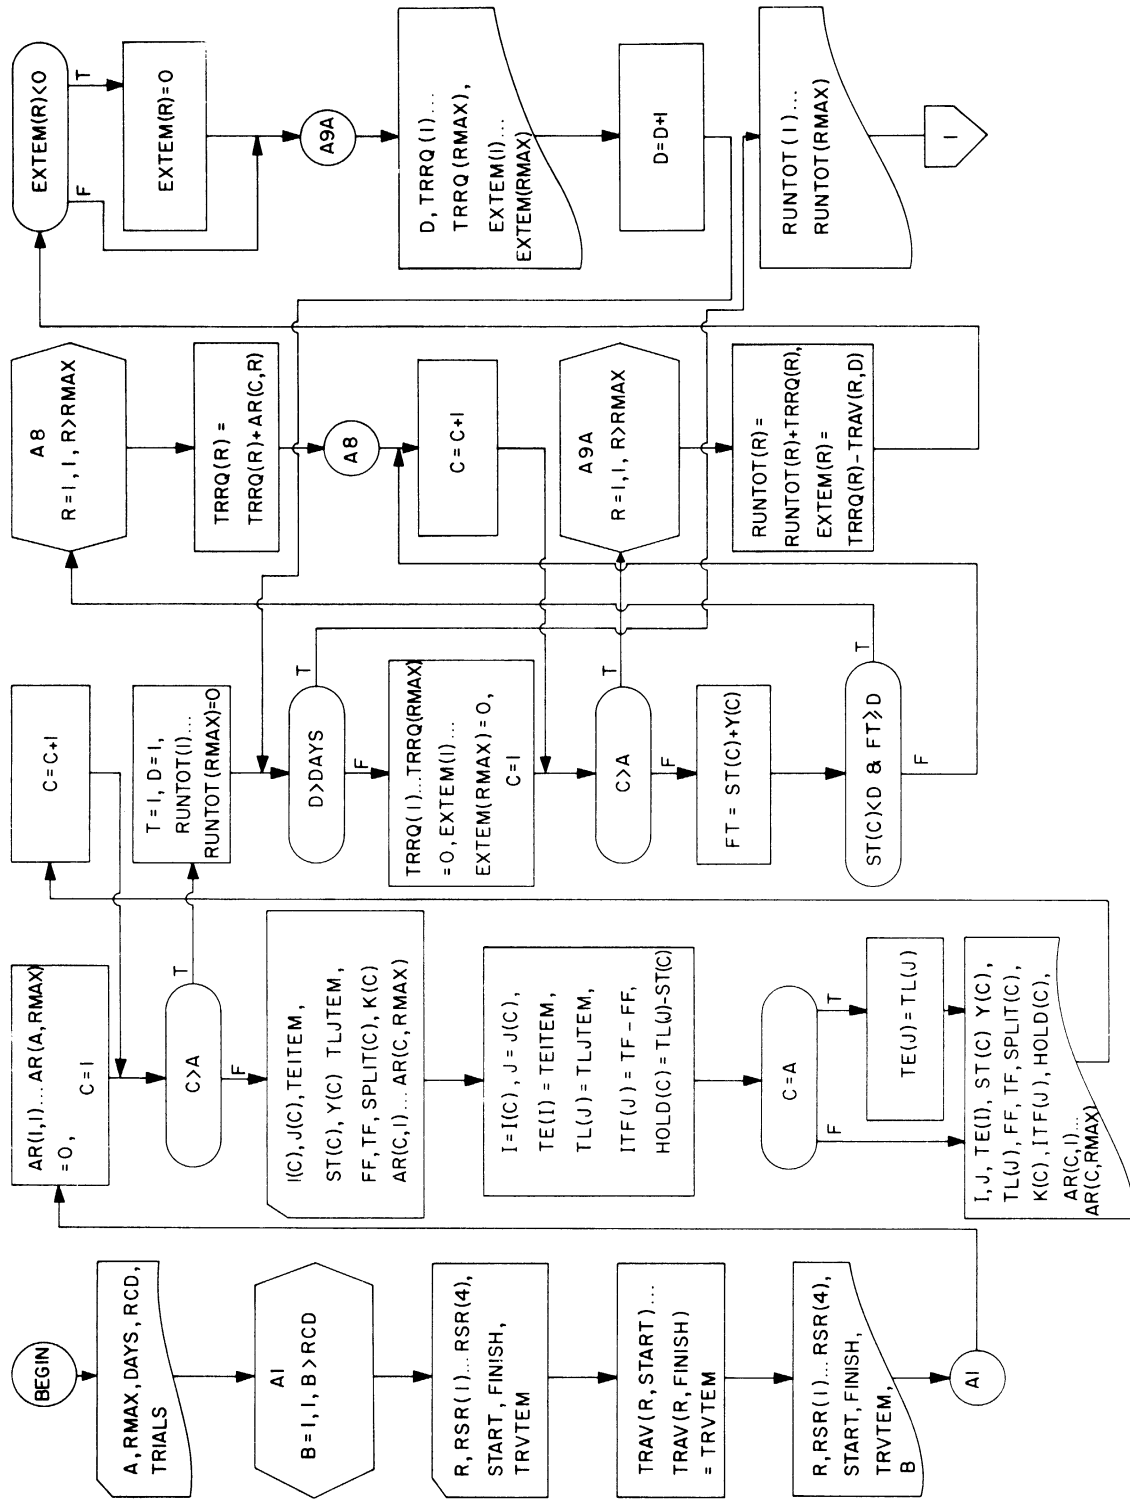 BEGIN
A,RMAX,DAYS,RCD,
TRIALS
A1
B=1,1,B>RCD
R,RSR(1)...RSR(4),
START,FINISH,
TRVTEM
TRAV(R,START)...
TRAV(R,FINISH)
=TRVTEM
R,RSR(1)...RSR(4),
START,FINISH,
TRVTEM,
B
A1
AR(1,1)...AR(A,RMAX)
=0,
C=1
C>A
T
F
I(C),J(C),TEITEM,
ST(C),Y(C) TLJTEM,
FF,TF,SPLIT(C),K(C)
AR(C,1)...AR(C,RMAX)
I=I(C),J=J(C),
TE(I)=TEITEM,
TL(J)=TLJTEM,
ITF(J)=TF-FF,
HOLD(C)=TL(J)-ST(C)
C=A
F
T
TE(J)=TL(J)
I,J,TE(I),ST(C) Y(C),
TL(J),FF,TF,SPLIT(C),
K(C),ITF(J),HOLD(C),
AR(C,1)...
AR(C,RMAX)
C=C+1
T=1,D=1,
RUNTOT(1)...
RUNTOT(RMAX)=0
D>DAYS
T
F
TRRQ(1)...TRRQ(RMAX)
=0,EXTEM(1)...
EXTEM(RMAX)=0,
C=1
C>A
T
F
FT=ST(C)+Y(C)
ST(C)<D & FT≥D
T
F
A8
R=1,1,R>RMAX
TRRQ(R)=
TRRQ(R)+AR(C,R)
A8
C=C+1
A9A
R=1,1,R>RMAX
RUNTOT(R)=
RUNTOT(R)+TRRQ(R),
EXTEM(R)=
TRRQ(R)-TRAV(R,D)
EXTEM(R)<0
F
T
EXTEM(R)=0
A9A
D,TRRQ(1)...
TRRQ(RMAX),
EXTEM(1)...
EXTEM(RMAX)
D=D+1
RUNTOT(1)...
RUNTOT(RMAX)
1